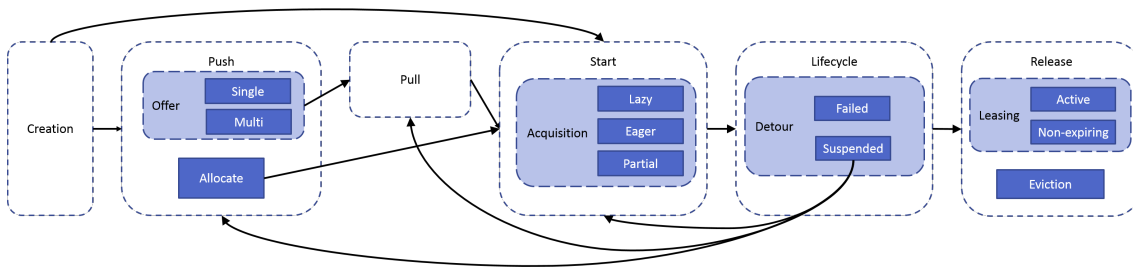 Creation
Push
Offer
Single
Multi
Allocate
Pull
Start
Acquisition
Lazy
Eager
Partial
Lifecycle
Detour
Failed
Suspended
Release
Leasing
Active
Non-expiring
Eviction